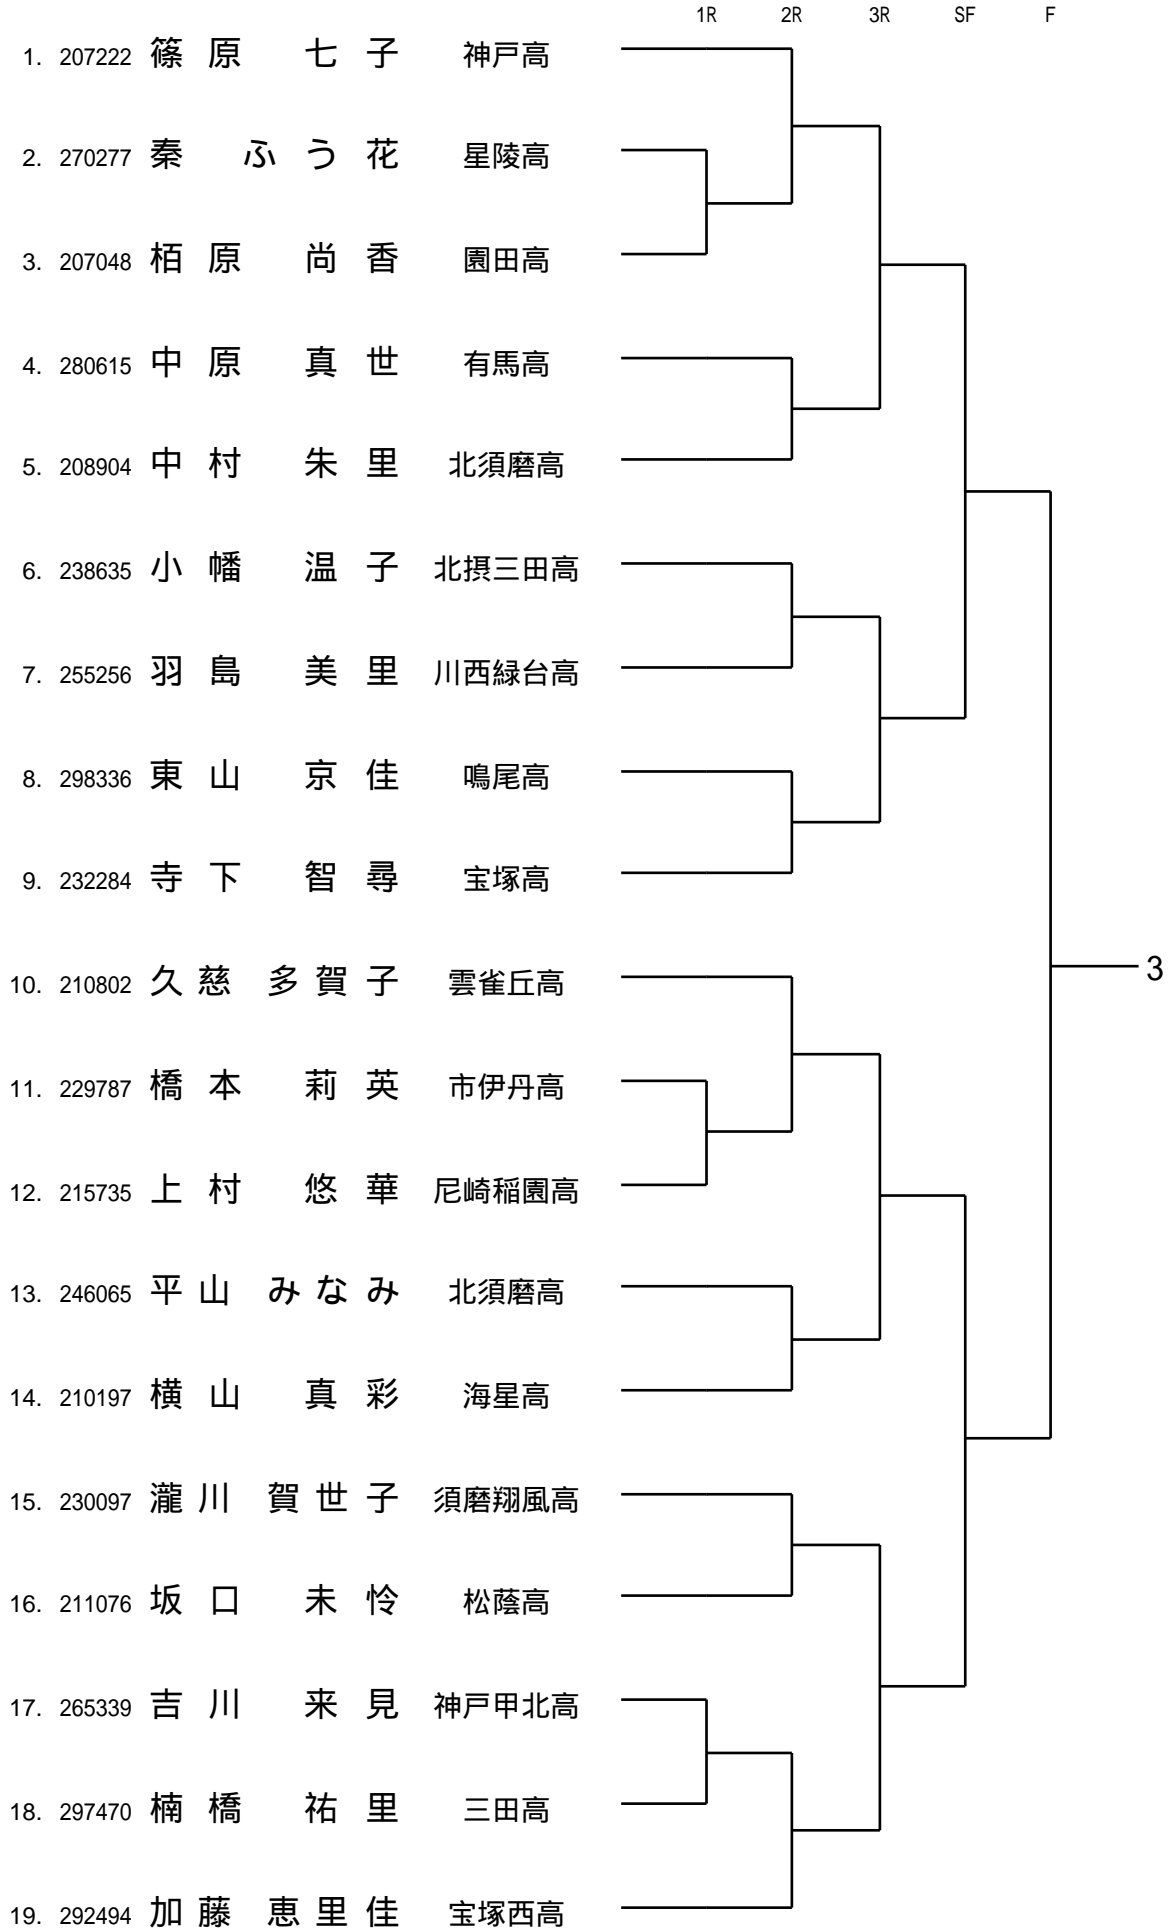 1R 2R 3R SF F
1. 207222 篠原 七子 神戸高
2. 270277 秦 ふう花 星陵高
3. 207048 栢原 尚香 園田高
4. 280615 中原 真世 有馬高
5. 208904 中村 朱里 北須磨高
6. 238635 小幡 温子 北摂三田高
7. 255256 羽島 美里 川西緑台高
8. 298336 東山 京佳 鳴尾高
9. 232284 寺下 智尋 宝塚高
3
10. 210802 久慈 多賀子 雲雀丘高
11. 229787 橋本 莉英 市伊丹高
12. 215735 上村 悠華 尼崎稲園高
13. 246065 平山 みなみ 北須磨高
14. 210197 横山 真彩 海星高
15. 230097 瀧川 賀世子 須磨翔風高
16. 211076 坂口 未怜 松蔭高
17. 265339 吉川 来見 神戸甲北高
18. 297470 楠橋 祐里 三田高
19. 292494 加藤 恵里佳 宝塚西高